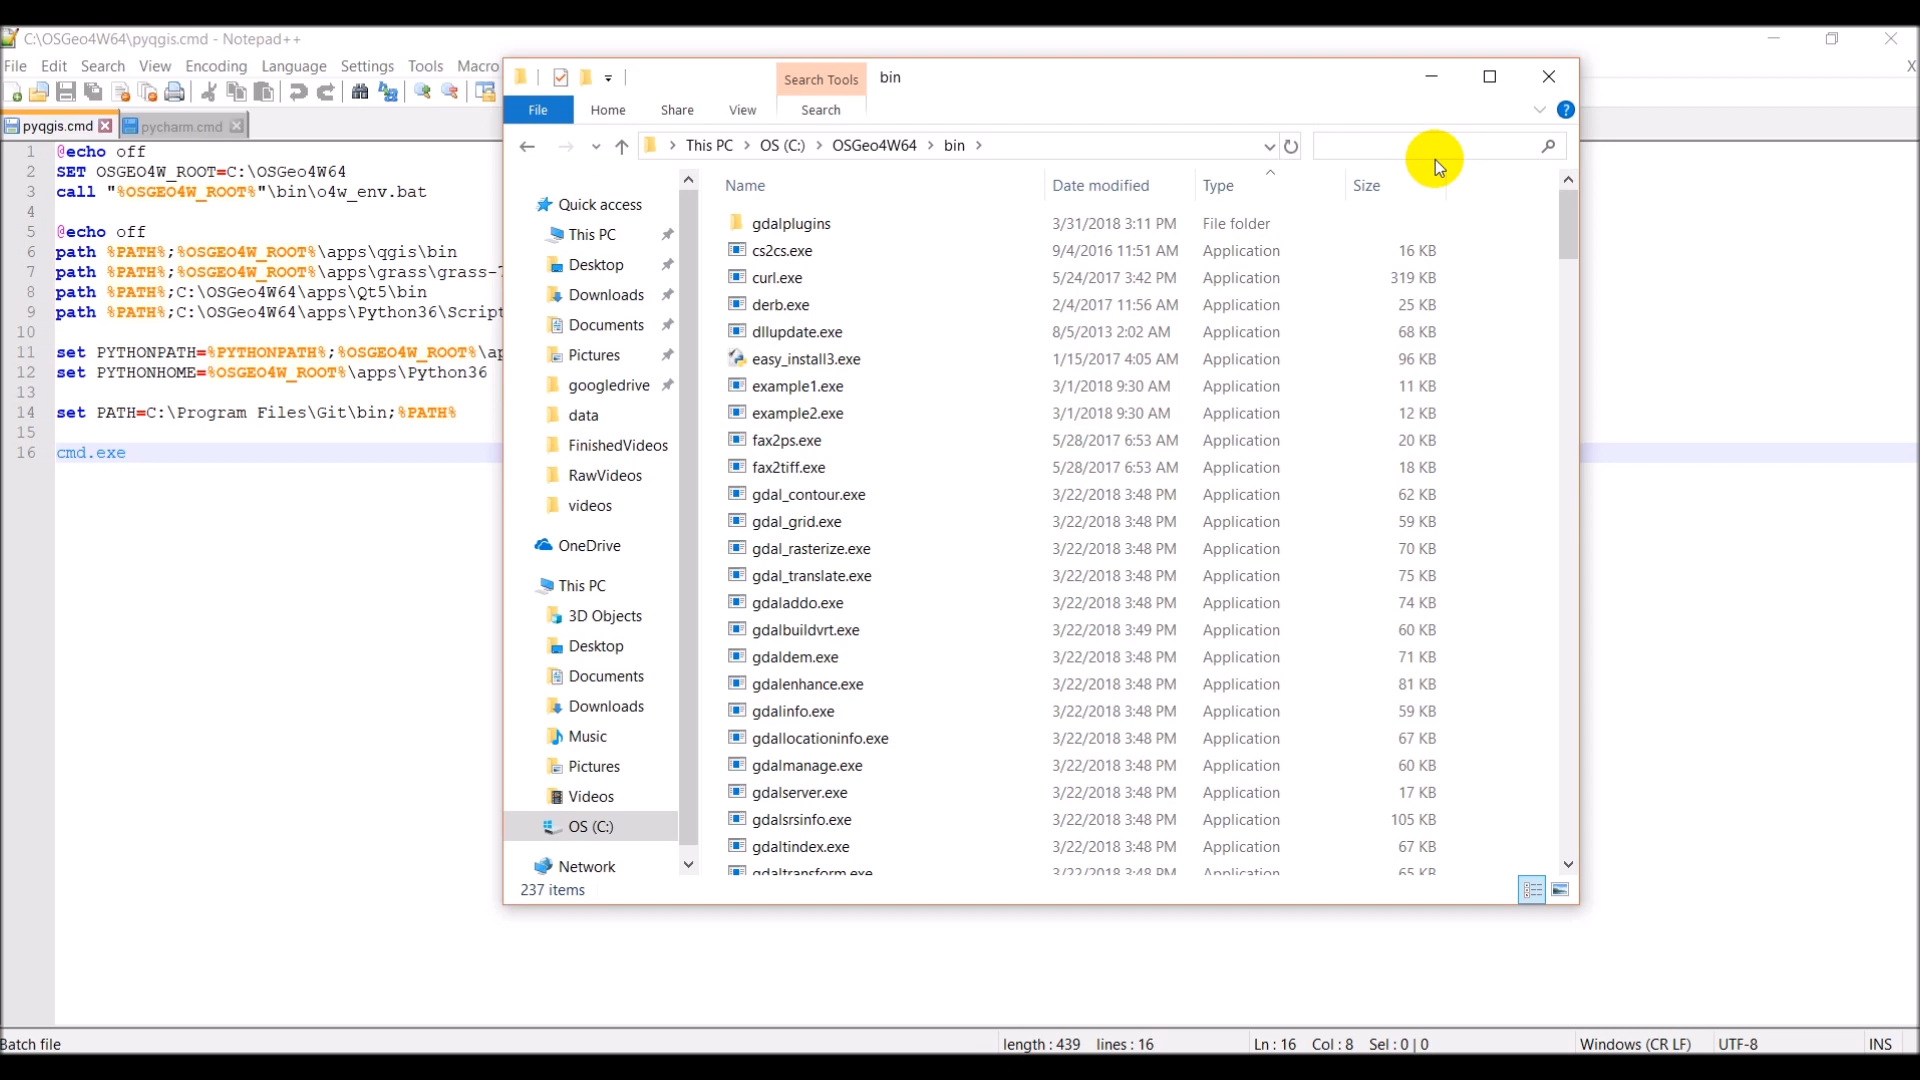 C:\OSGeo4W64\pyqgis.cmd - Notepad++
File Edit Search View Encoding Language Settings Tools Macro
X
pyqgis.cmd pycharm.cmd
1 @echo off
2 SET OSGEO4W_ROOT=C:\OSGeo4W64
3 call "%OSGEO4W_ROOT%"\bin\o4w_env.bat
4
5 @echo off
6 path %PATH%;%OSGEO4W_ROOT%\apps\qgis\bin
7 path %PATH%;%OSGEO4W_ROOT%\apps\grass\grass-7
8 path %PATH%;C:\OSGeo4W64\apps\Qt5\bin
9 path %PATH%;C:\OSGeo4W64\apps\Python36\Script
10
11 set PYTHONPATH=%PYTHONPATH%;%OSGEO4W_ROOT%\ap
12 set PYTHONHOME=%OSGEO4W_ROOT%\apps\Python36
13
14 set PATH=C:\Program Files\Git\bin;%PATH%
15
16 cmd.exe
Search Tools bin
File Home Share View Search
This PC > OS (C:) > OSGeo4W64 > bin >
Name Date modified Type Size
Quick access
This PC
Desktop
Downloads
Documents
Pictures
googledrive
data
FinishedVideos
RawVideos
videos
OneDrive
This PC
3D Objects
Desktop
Documents
Downloads
Music
Pictures
Videos
OS (C:)
Network
gdalplugins 3/31/2018 3:11 PM File folder
cs2cs.exe 9/4/2016 11:51 AM Application 16 KB
curl.exe 5/24/2017 3:42 PM Application 319 KB
derb.exe 2/4/2017 11:56 AM Application 25 KB
dllupdate.exe 8/5/2013 2:02 AM Application 68 KB
easy_install3.exe 1/15/2017 4:05 AM Application 96 KB
example1.exe 3/1/2018 9:30 AM Application 11 KB
example2.exe 3/1/2018 9:30 AM Application 12 KB
fax2ps.exe 5/28/2017 6:53 AM Application 20 KB
fax2tiff.exe 5/28/2017 6:53 AM Application 18 KB
gdal_contour.exe 3/22/2018 3:48 PM Application 62 KB
gdal_grid.exe 3/22/2018 3:48 PM Application 59 KB
gdal_rasterize.exe 3/22/2018 3:48 PM Application 70 KB
gdal_translate.exe 3/22/2018 3:48 PM Application 75 KB
gdaladdo.exe 3/22/2018 3:48 PM Application 74 KB
gdalbuildvrt.exe 3/22/2018 3:49 PM Application 60 KB
gdaldem.exe 3/22/2018 3:48 PM Application 71 KB
gdalenhance.exe 3/22/2018 3:48 PM Application 81 KB
gdalinfo.exe 3/22/2018 3:48 PM Application 59 KB
gdallocationinfo.exe 3/22/2018 3:48 PM Application 67 KB
gdalmanage.exe 3/22/2018 3:48 PM Application 60 KB
gdalserver.exe 3/22/2018 3:48 PM Application 17 KB
gdalsrsinfo.exe 3/22/2018 3:48 PM Application 105 KB
gdaltindex.exe 3/22/2018 3:48 PM Application 67 KB
gdaltransform.exe 3/22/2018 3:48 PM Application 65 KB
237 items
Batch file length : 439 lines : 16 Ln : 16 Col : 8 Sel : 0 | 0 Windows (CR LF) UTF-8 INS